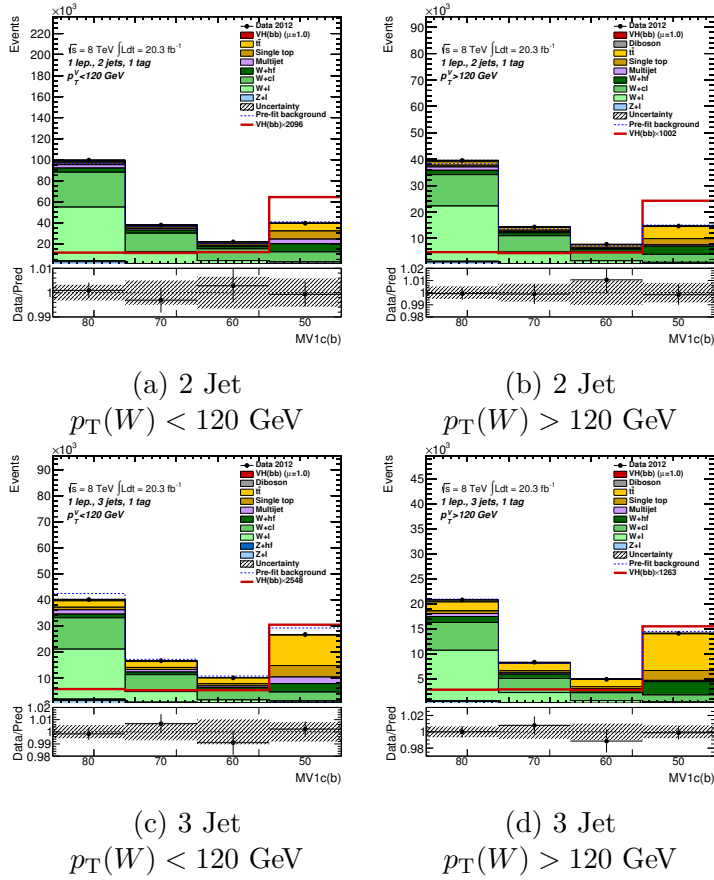 ×10³
Events
220
200
180
160
140
120
100
80
60
40
20
√s = 8 TeV ∫Ldt = 20.3 fb⁻¹
1 lep., 2 jets, 1 tag
p_T^V<120 GeV
Data 2012
VH(bb) (μ=1.0)
Diboson
tt̄
Single top
Multijet
W+hf
W+cl
W+l
Z+l
Uncertainty
Pre-fit background
VH(bb)×2096
Data/Pred
1.01
1
0.99
80 70 60 50
MV1c(b)
(a) 2 Jet
p_T(W) < 120 GeV
×10³
Events
90
80
70
60
50
40
30
20
10
√s = 8 TeV ∫Ldt = 20.3 fb⁻¹
1 lep., 2 jets, 1 tag
p_T^V>120 GeV
Data 2012
VH(bb) (μ=1.0)
Diboson
tt̄
Single top
Multijet
W+hf
W+cl
W+l
Z+l
Uncertainty
Pre-fit background
VH(bb)×1002
Data/Pred
1.02
1.01
1
0.99
0.98
80 70 60 50
MV1c(b)
(b) 2 Jet
p_T(W) > 120 GeV
×10³
Events
90
80
70
60
50
40
30
20
10
√s = 8 TeV ∫Ldt = 20.3 fb⁻¹
1 lep., 3 jets, 1 tag
p_T^V<120 GeV
Data 2012
VH(bb) (μ=1.0)
Diboson
tt̄
Single top
Multijet
W+hf
W+cl
W+l
Z+hf
Z+l
Uncertainty
Pre-fit background
VH(bb)×2548
Data/Pred
1.02
1.01
1
0.99
0.98
80 70 60 50
MV1c(b)
(c) 3 Jet
p_T(W) < 120 GeV
×10³
Events
45
40
35
30
25
20
15
10
5
√s = 8 TeV ∫Ldt = 20.3 fb⁻¹
1 lep., 3 jets, 1 tag
p_T^V>120 GeV
Data 2012
VH(bb) (μ=1.0)
Diboson
tt̄
Single top
Multijet
W+hf
W+cl
W+l
Z+l
Uncertainty
Pre-fit background
VH(bb)×1263
Data/Pred
1.02
1
0.98
80 70 60 50
MV1c(b)
(d) 3 Jet
p_T(W) > 120 GeV